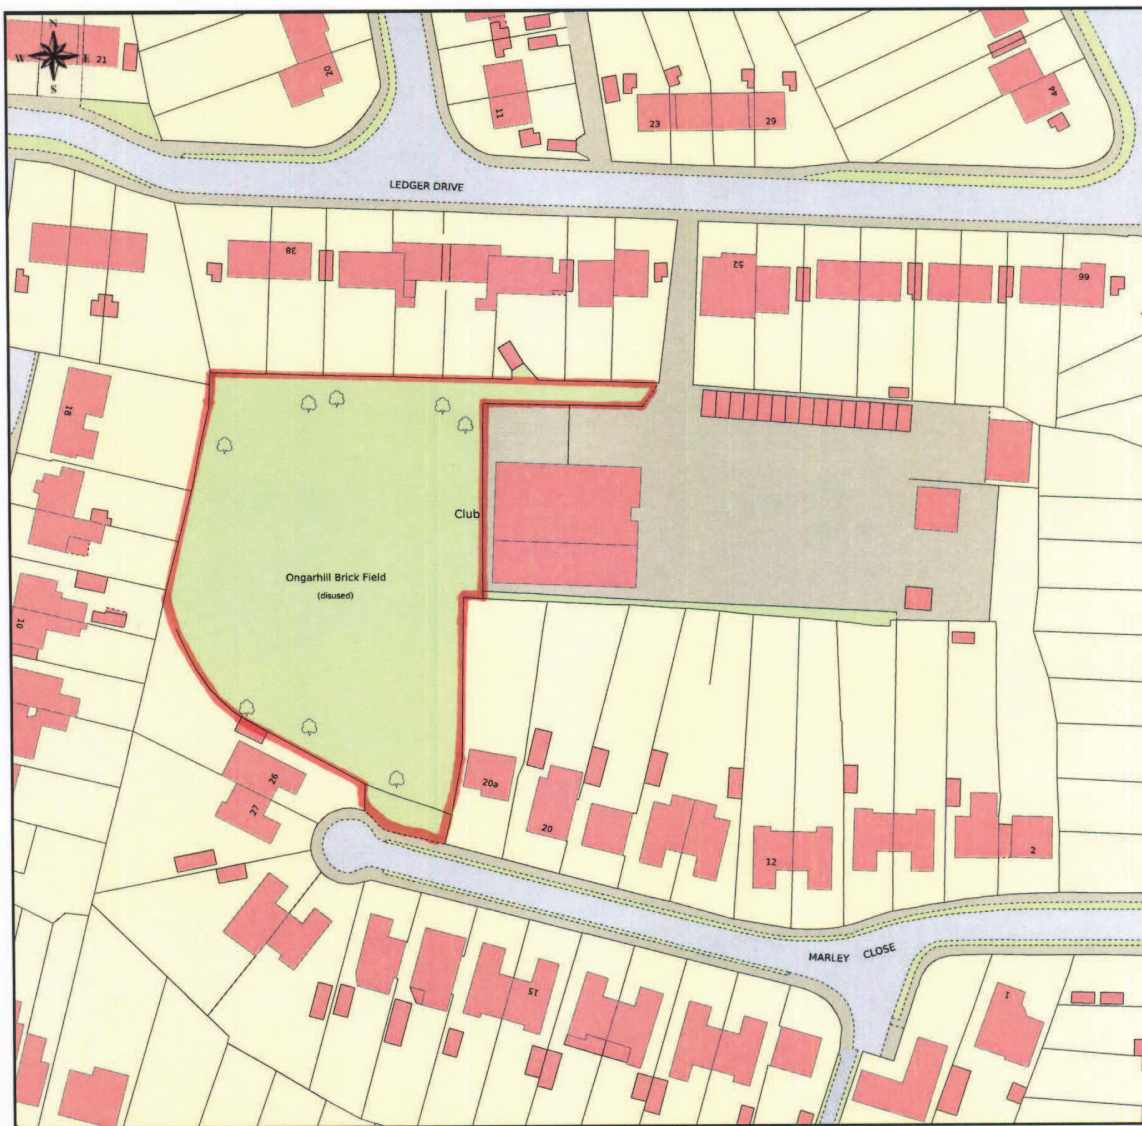 N
W E
S
21
20
11
23
29
44
LEDGER DRIVE
38
52
66
18
Club
Ongarhill Brick Field
(disused)
10
26
27
20a
20
12
2
MARLEY CLOSE
15
1